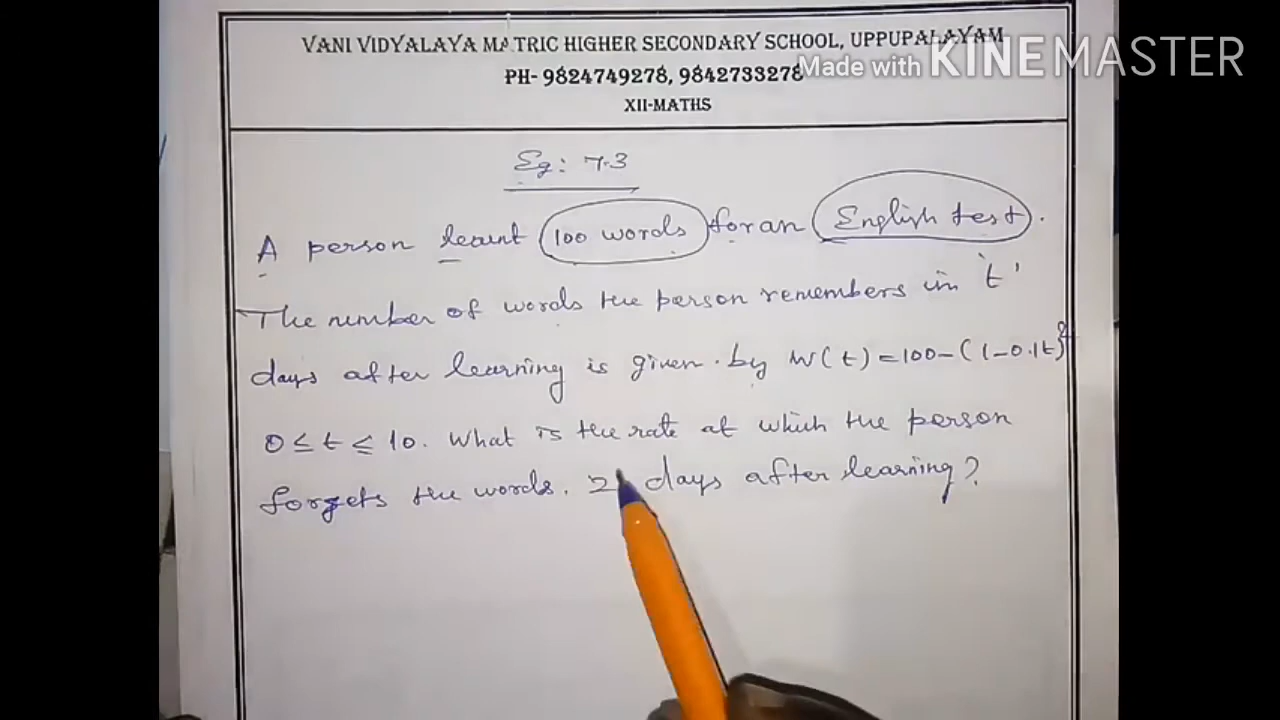 VANI VIDYALAYA MATRIC HIGHER SECONDARY SCHOOL, UPPUPALAYAM
PH- 9824749278, 9842733278
Made with KINEMASTER
XII-MATHS
Eg: 7.3
A person learnt 100 words for an English test.
The number of words the person remembers in 't'
days after learning is given by W(t) = 100-(1-0.1t)²
0 ≤ t ≤ 10. What is the rate at which the person
forgets the words. 2 days after learning?